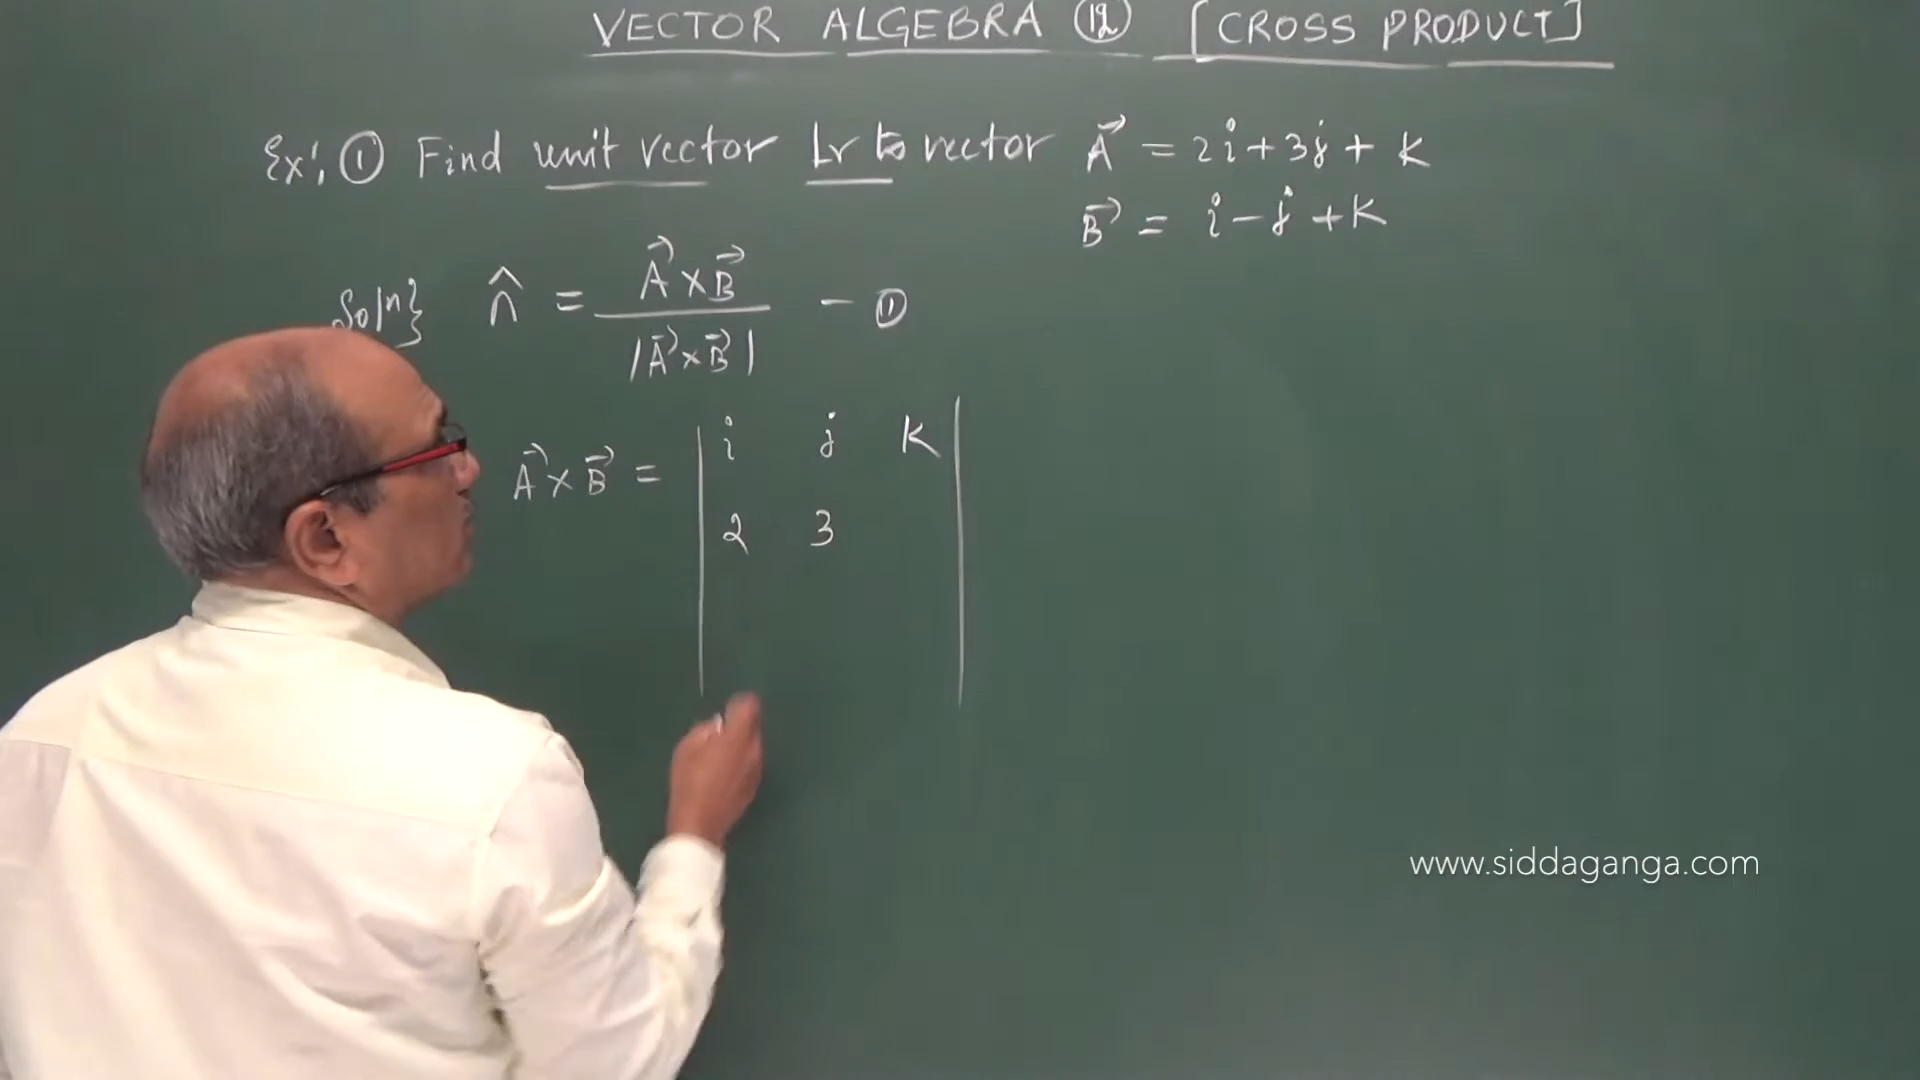 VECTOR ALGEBRA ⑫ [CROSS PRODUCT]
Ex: ① Find unit vector ⊥r to vector A⃗ = 2i + 3j + K
B⃗ = i - j + K
Soln} n̂ = A⃗ × B⃗ / |A⃗ × B⃗| - ①
A⃗ × B⃗ = | i j K |
2 3
www.siddaganga.com